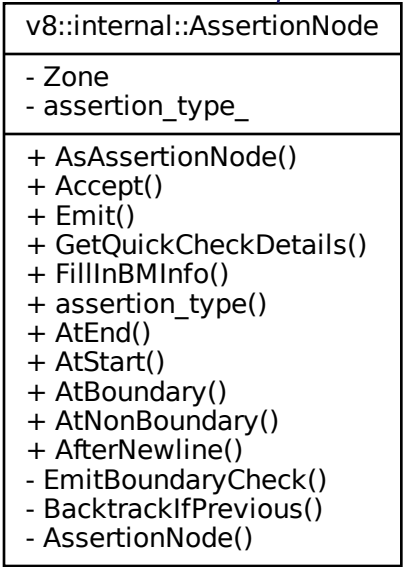 v8::internal::AssertionNode
- Zone
- assertion_type_
+ AsAssertionNode()
+ Accept()
+ Emit()
+ GetQuickCheckDetails()
+ FillInBMInfo()
+ assertion_type()
+ AtEnd()
+ AtStart()
+ AtBoundary()
+ AtNonBoundary()
+ AfterNewline()
- EmitBoundaryCheck()
- BacktrackIfPrevious()
- AssertionNode()